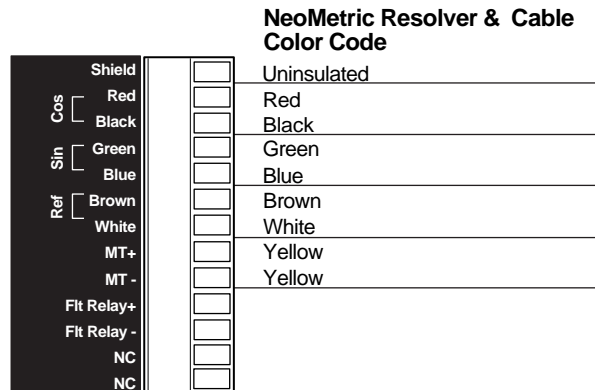 NeoMetric Resolver & Cable
Color Code
Shield Uninsulated
Cos
Red Red
Black Black
Sin
Green Green
Blue Blue
Ref
Brown Brown
White White
MT+ Yellow
MT - Yellow
Flt Relay+
Flt Relay -
NC
NC